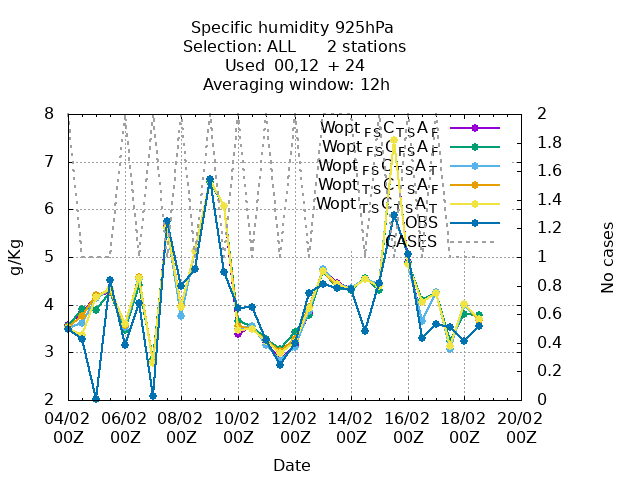 Specific humidity 925hPa
Selection: ALL 2 stations
Used 00,12 + 24
Averaging window: 12h
g/Kg
8
7
6
5
4
3
2
Wopt FS C TS A F
Wopt FS C FS A F
Wopt FS C TS A T
Wopt TS C TS A F
Wopt TS C TS A T
OBS
CASES
2
1.8
1.6
1.4
1.2
1
0.8
0.6
0.4
0.2
0
No cases
04/02 06/02 08/02 10/02 12/02 14/02 16/02 18/02 20/02
00Z 00Z 00Z 00Z 00Z 00Z 00Z 00Z 00Z
Date